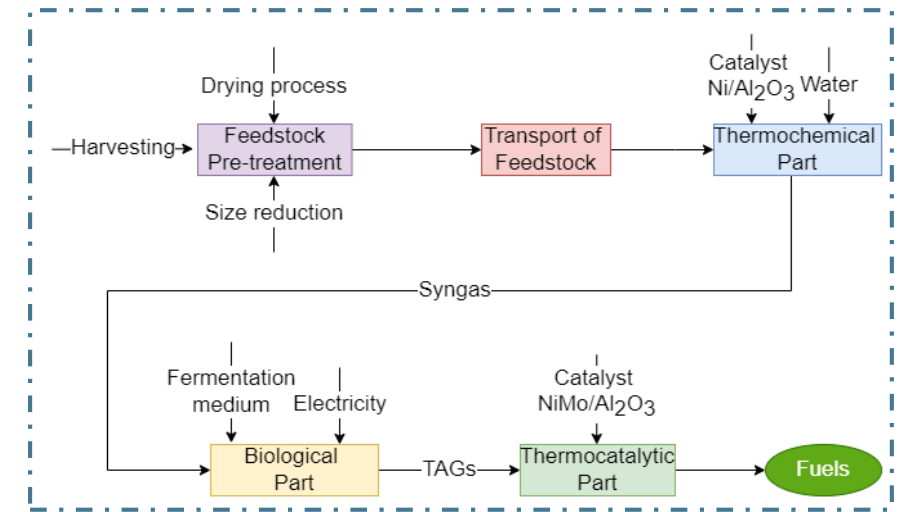 Drying process
Harvesting
Feedstock
Pre-treatment
Size reduction
Transport of
Feedstock
Catalyst
Ni/Al2O3
Water
Thermochemical
Part
Syngas
Fermentation
medium
Electricity
Biological
Part
TAGs
Catalyst
NiMo/Al2O3
Thermocatalytic
Part
Fuels